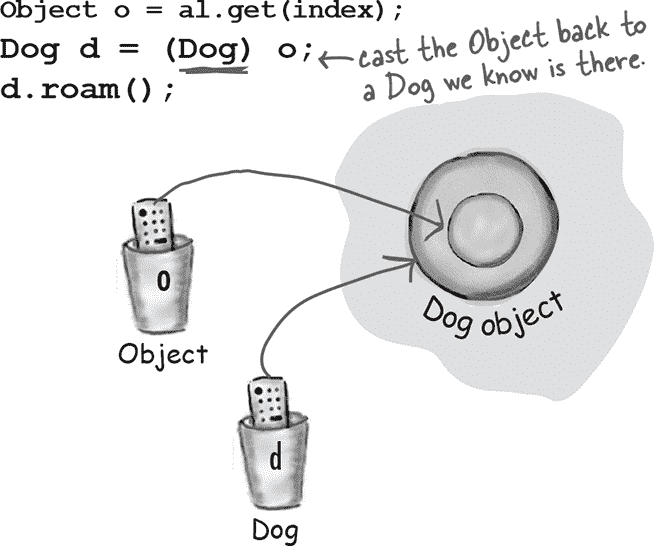 Object o = al.get(index);
Dog d = (Dog) o;
cast the Object back to
a Dog we know is there.
d.roam();
o
Object
Dog object
d
Dog